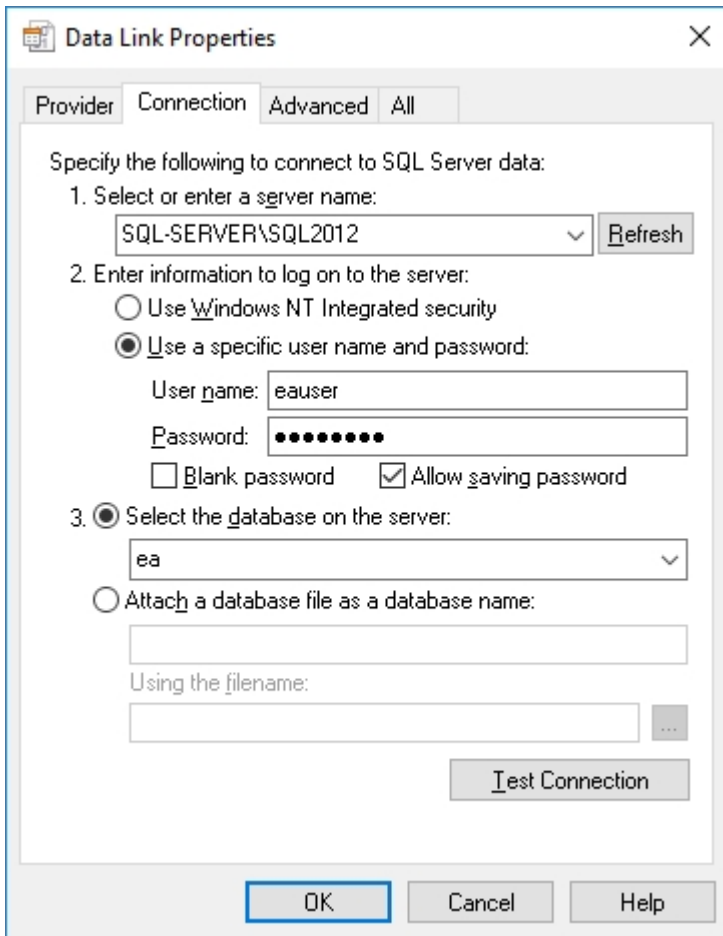 Data Link Properties
Provider Connection Advanced All
Specify the following to connect to SQL Server data:
1. Select or enter a server name:
SQL-SERVER\SQL2012 Refresh
2. Enter information to log on to the server:
Use Windows NT Integrated security
Use a specific user name and password:
User name: eauser
Password: ●●●●●●●●
Blank password Allow saving password
3. Select the database on the server:
ea
Attach a database file as a database name:
Using the filename:
...
Test Connection
OK Cancel Help